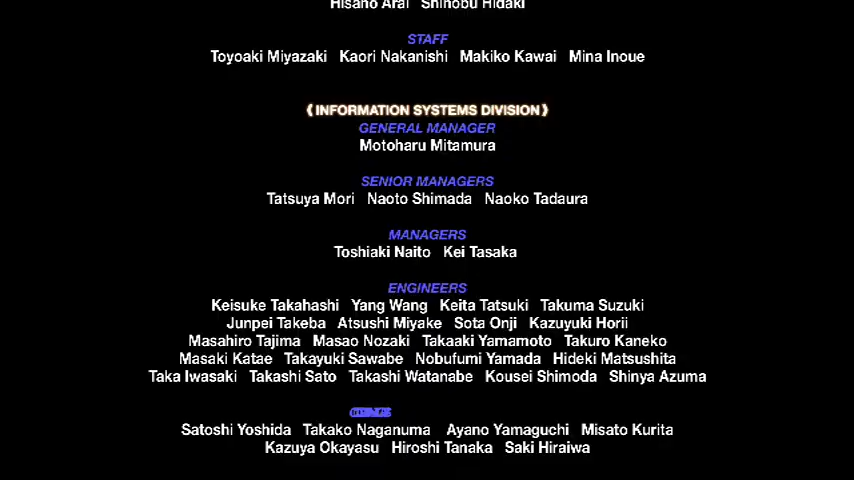 Hisano Arai Shinobu Hidaki
STAFF
Toyoaki Miyazaki Kaori Nakanishi Makiko Kawai Mina Inoue
《INFORMATION SYSTEMS DIVISION》
GENERAL MANAGER
Motoharu Mitamura
SENIOR MANAGERS
Tatsuya Mori Naoto Shimada Naoko Tadaura
MANAGERS
Toshiaki Naito Kei Tasaka
ENGINEERS
Keisuke Takahashi Yang Wang Keita Tatsuki Takuma Suzuki
Junpei Takeba Atsushi Miyake Sota Onji Kazuyuki Horii
Masahiro Tajima Masao Nozaki Takaaki Yamamoto Takuro Kaneko
Masaki Katae Takayuki Sawabe Nobufumi Yamada Hideki Matsushita
Taka Iwasaki Takashi Sato Takashi Watanabe Kousei Shimoda Shinya Azuma
Satoshi Yoshida Takako Naganuma Ayano Yamaguchi Misato Kurita
Kazuya Okayasu Hiroshi Tanaka Saki Hiraiwa